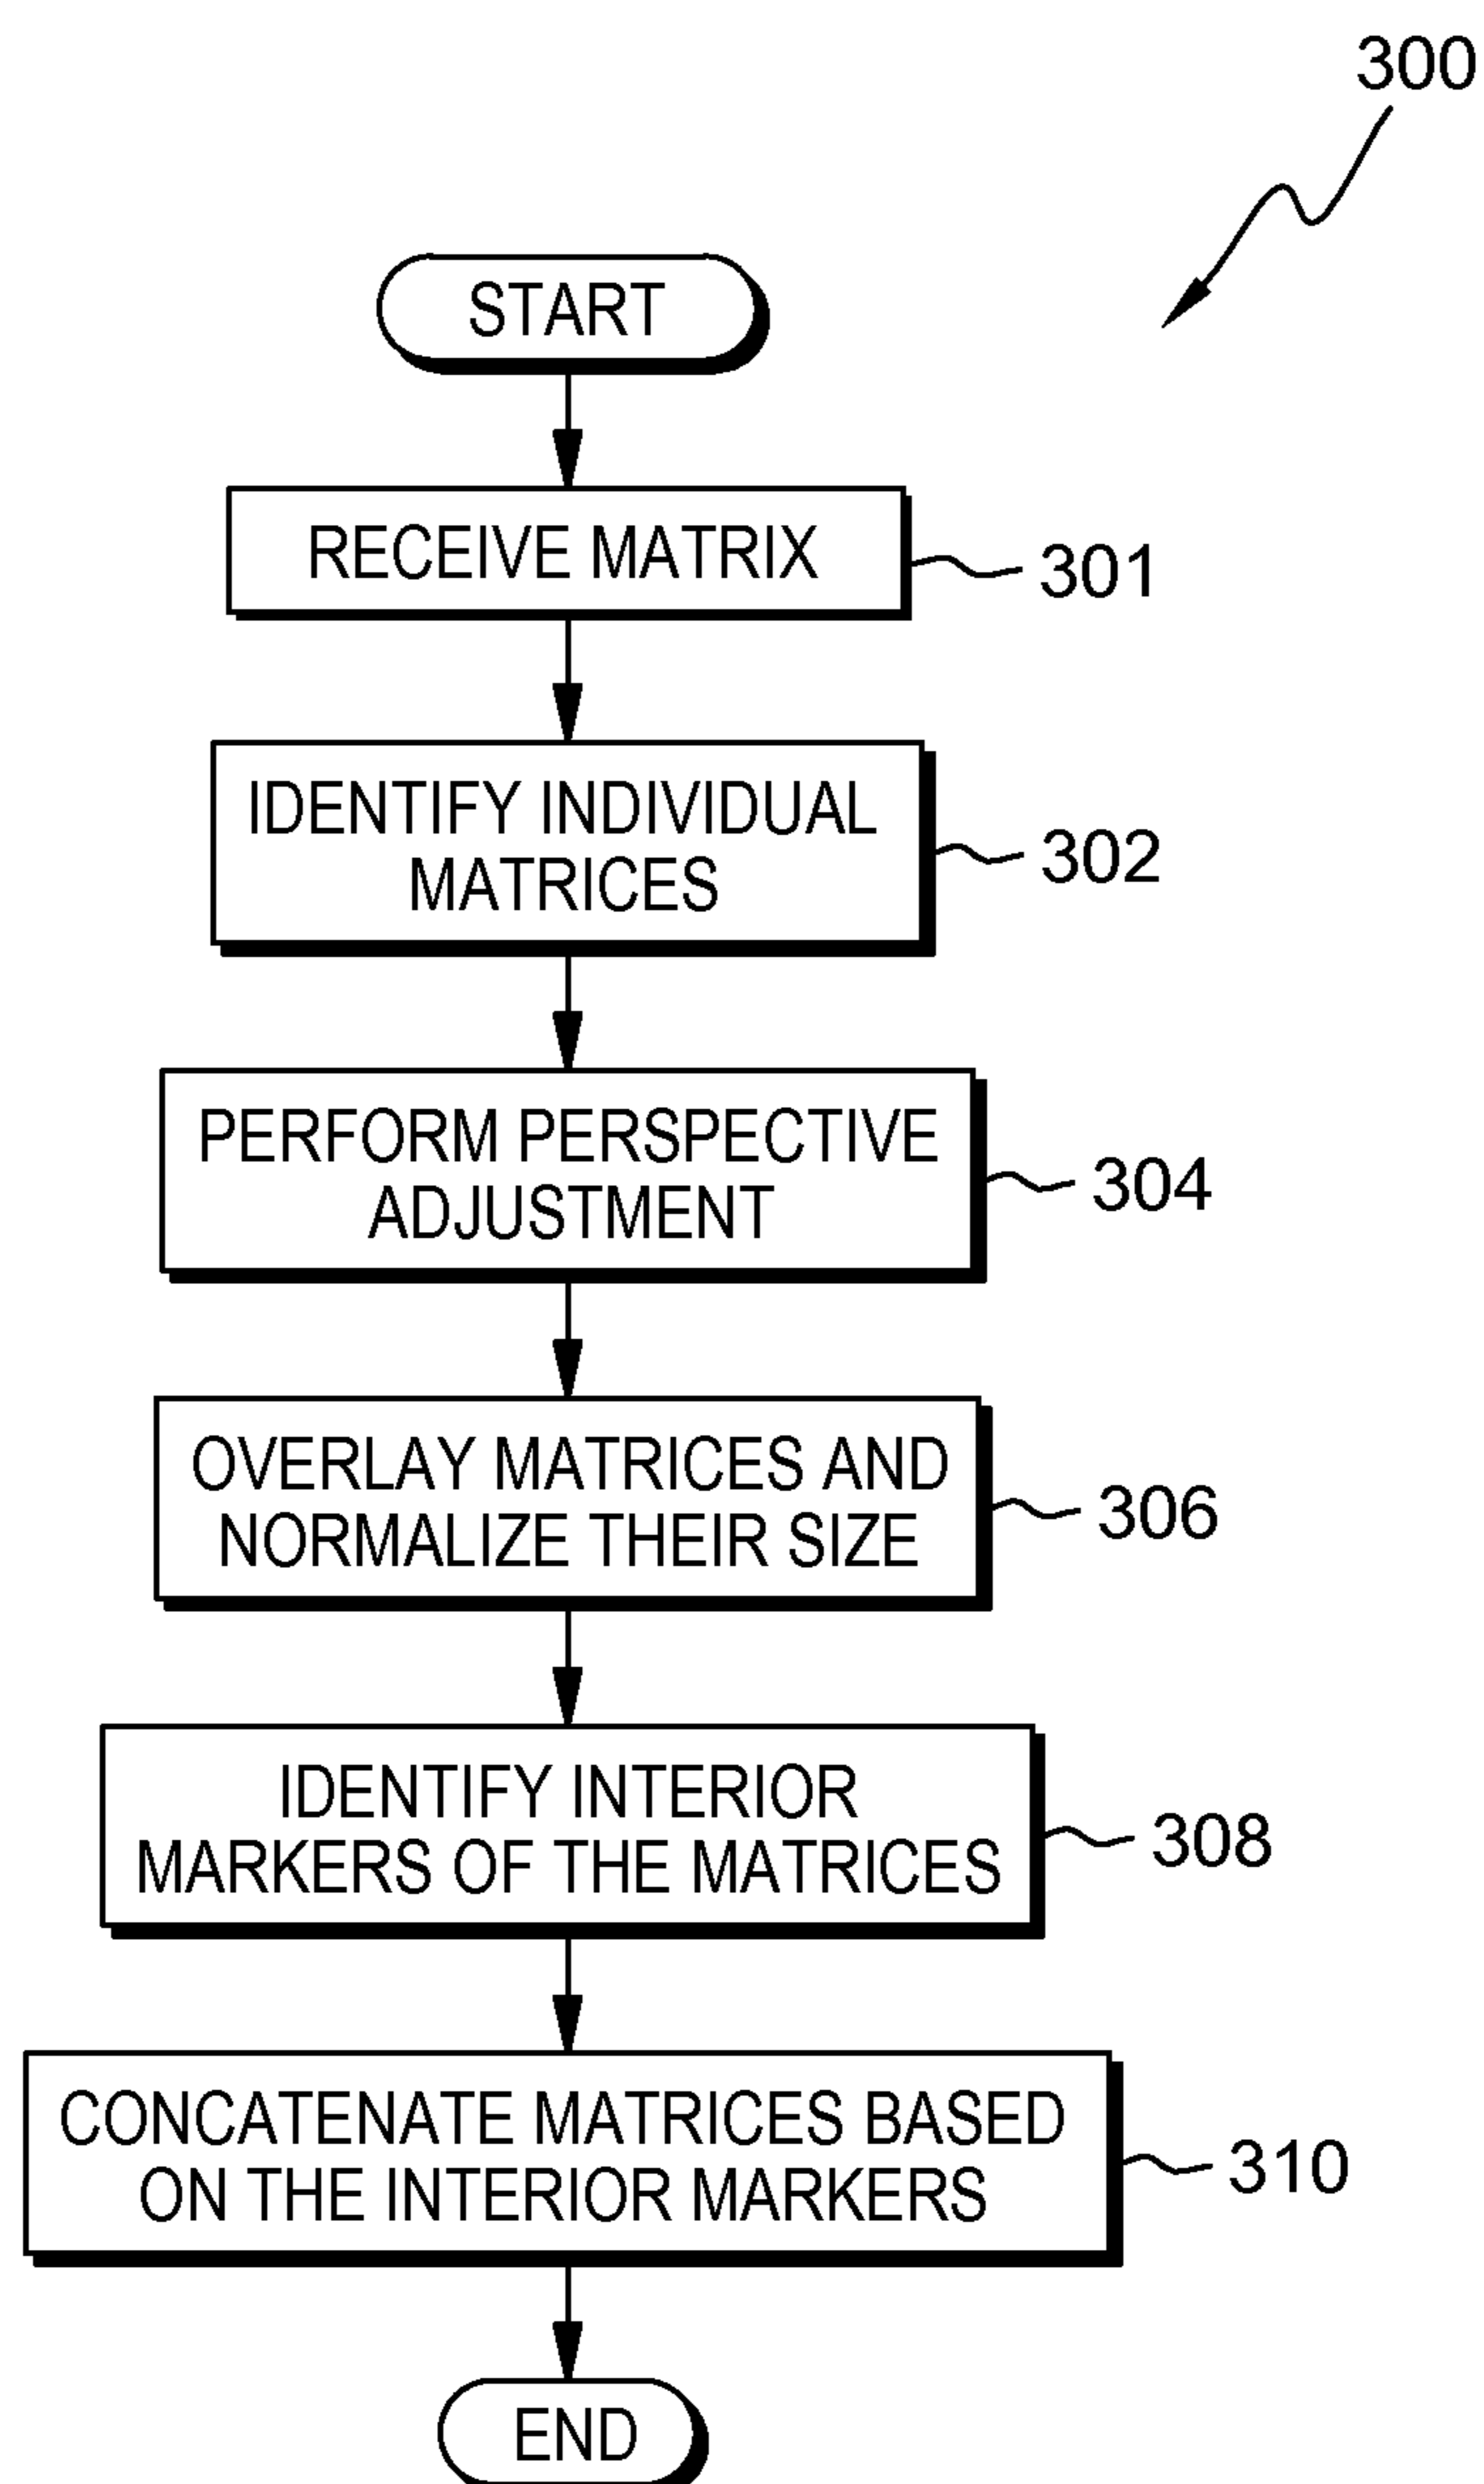 300
START
RECEIVE MATRIX
301
IDENTIFY INDIVIDUAL
MATRICES
302
PERFORM PERSPECTIVE
ADJUSTMENT
304
OVERLAY MATRICES AND
NORMALIZE THEIR SIZE
306
IDENTIFY INTERIOR
MARKERS OF THE MATRICES
308
CONCATENATE MATRICES BASED
ON THE INTERIOR MARKERS
310
END